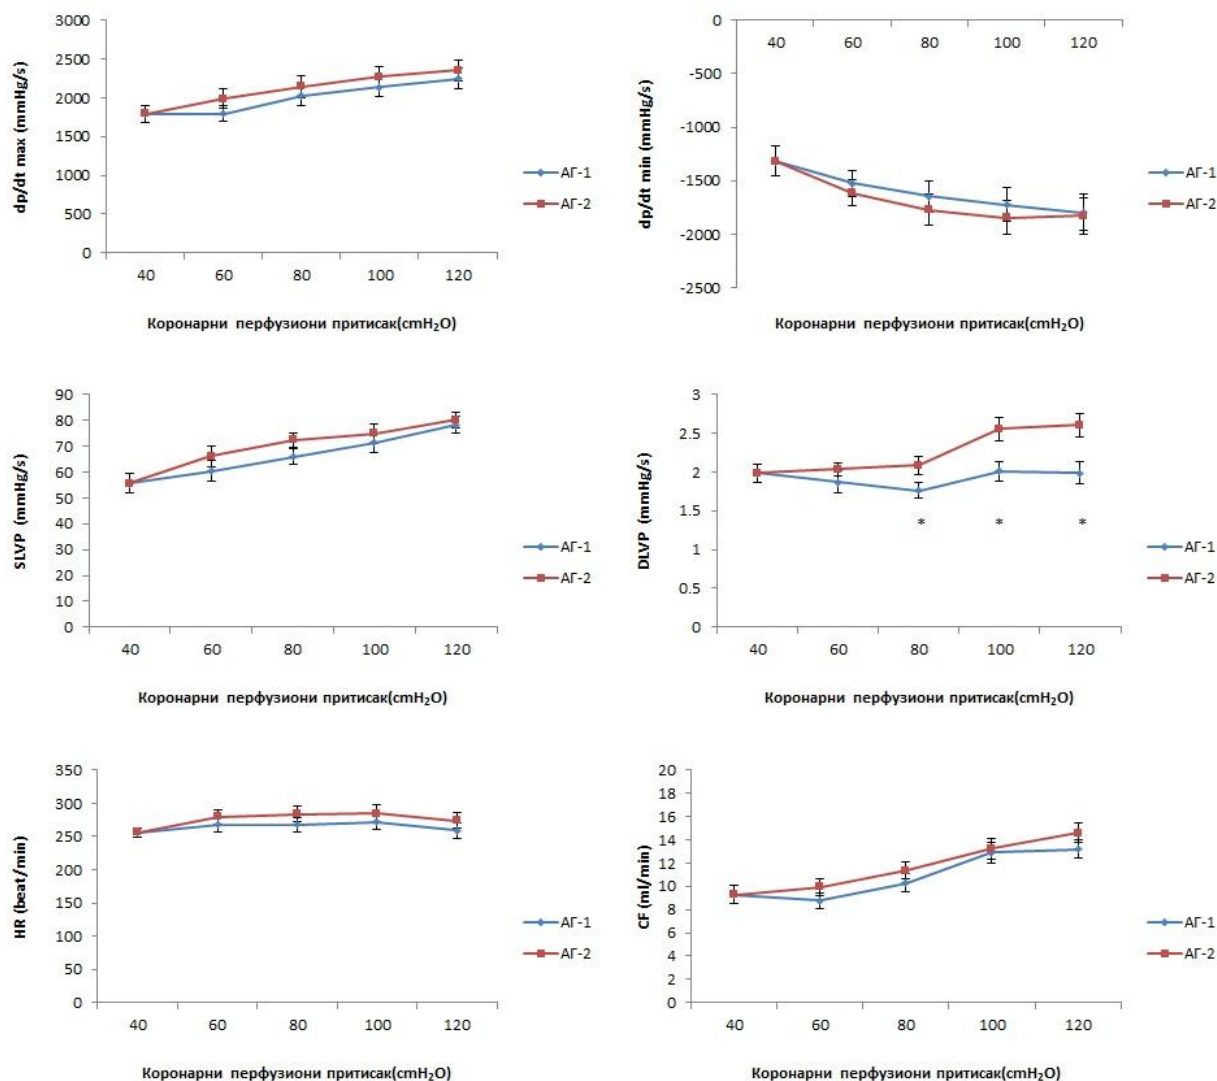 dp/dt max (mmHg/s)
3000
2500
2000
1500
1000
500
0
40 60 80 100 120
Коронарни перфузиони притисак(cmH₂O)
АГ-1
АГ-2
dp/dt min (mmHg/s)
0
-500
-1000
-1500
-2000
-2500
40 60 80 100 120
Коронарни перфузиони притисак(cmH₂O)
АГ-1
АГ-2
SLVP (mmHg/s)
90
80
70
60
50
40
30
20
10
0
40 60 80 100 120
Коронарни перфузиони притисак(cmH₂O)
АГ-1
АГ-2
DLVP (mmHg/s)
3
2.5
2
1.5
1
0.5
0
* * *
40 60 80 100 120
Коронарни перфузиони притисак(cmH₂O)
АГ-1
АГ-2
HR (beat/min)
350
300
250
200
150
100
50
0
40 60 80 100 120
Коронарни перфузиони притисак(cmH₂O)
АГ-1
АГ-2
CF (ml/min)
20
18
16
14
12
10
8
6
4
2
0
40 60 80 100 120
Коронарни перфузиони притисак(cmH₂O)
АГ-1
АГ-2